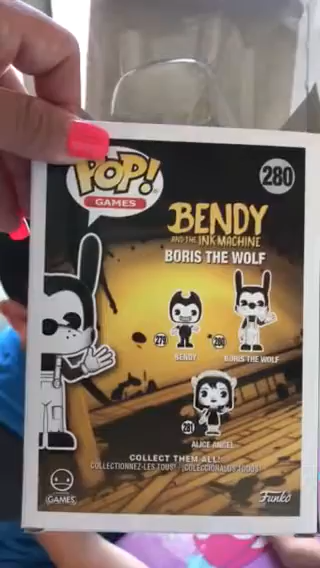 POP!
GAMES
280
BENDY
AND THE INK MACHINE
BORIS THE WOLF
279
BENDY
280
BORIS THE WOLF
281
ALICE ANGEL
COLLECT THEM ALL!
COLLECTIONNEZ-LES TOUS! / ¡COLECCIONALOS TODOS!
GAMES
Funko